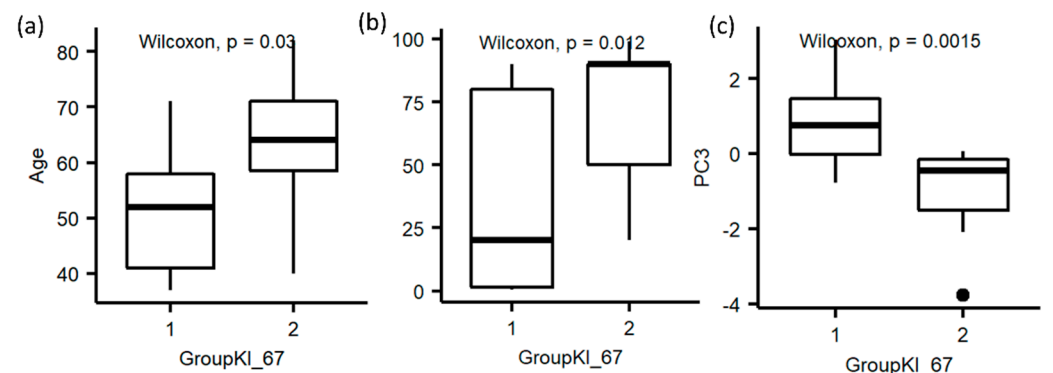 (a)
Wilcoxon, p = 0.03
Age
80
70
60
50
40
1 2
GroupKI_67
(b)
Wilcoxon, p = 0.012
100
75
50
25
0
1 2
GroupKI_67
(c)
Wilcoxon, p = 0.0015
PC3
2
0
-2
-4
1 2
GroupKI_67